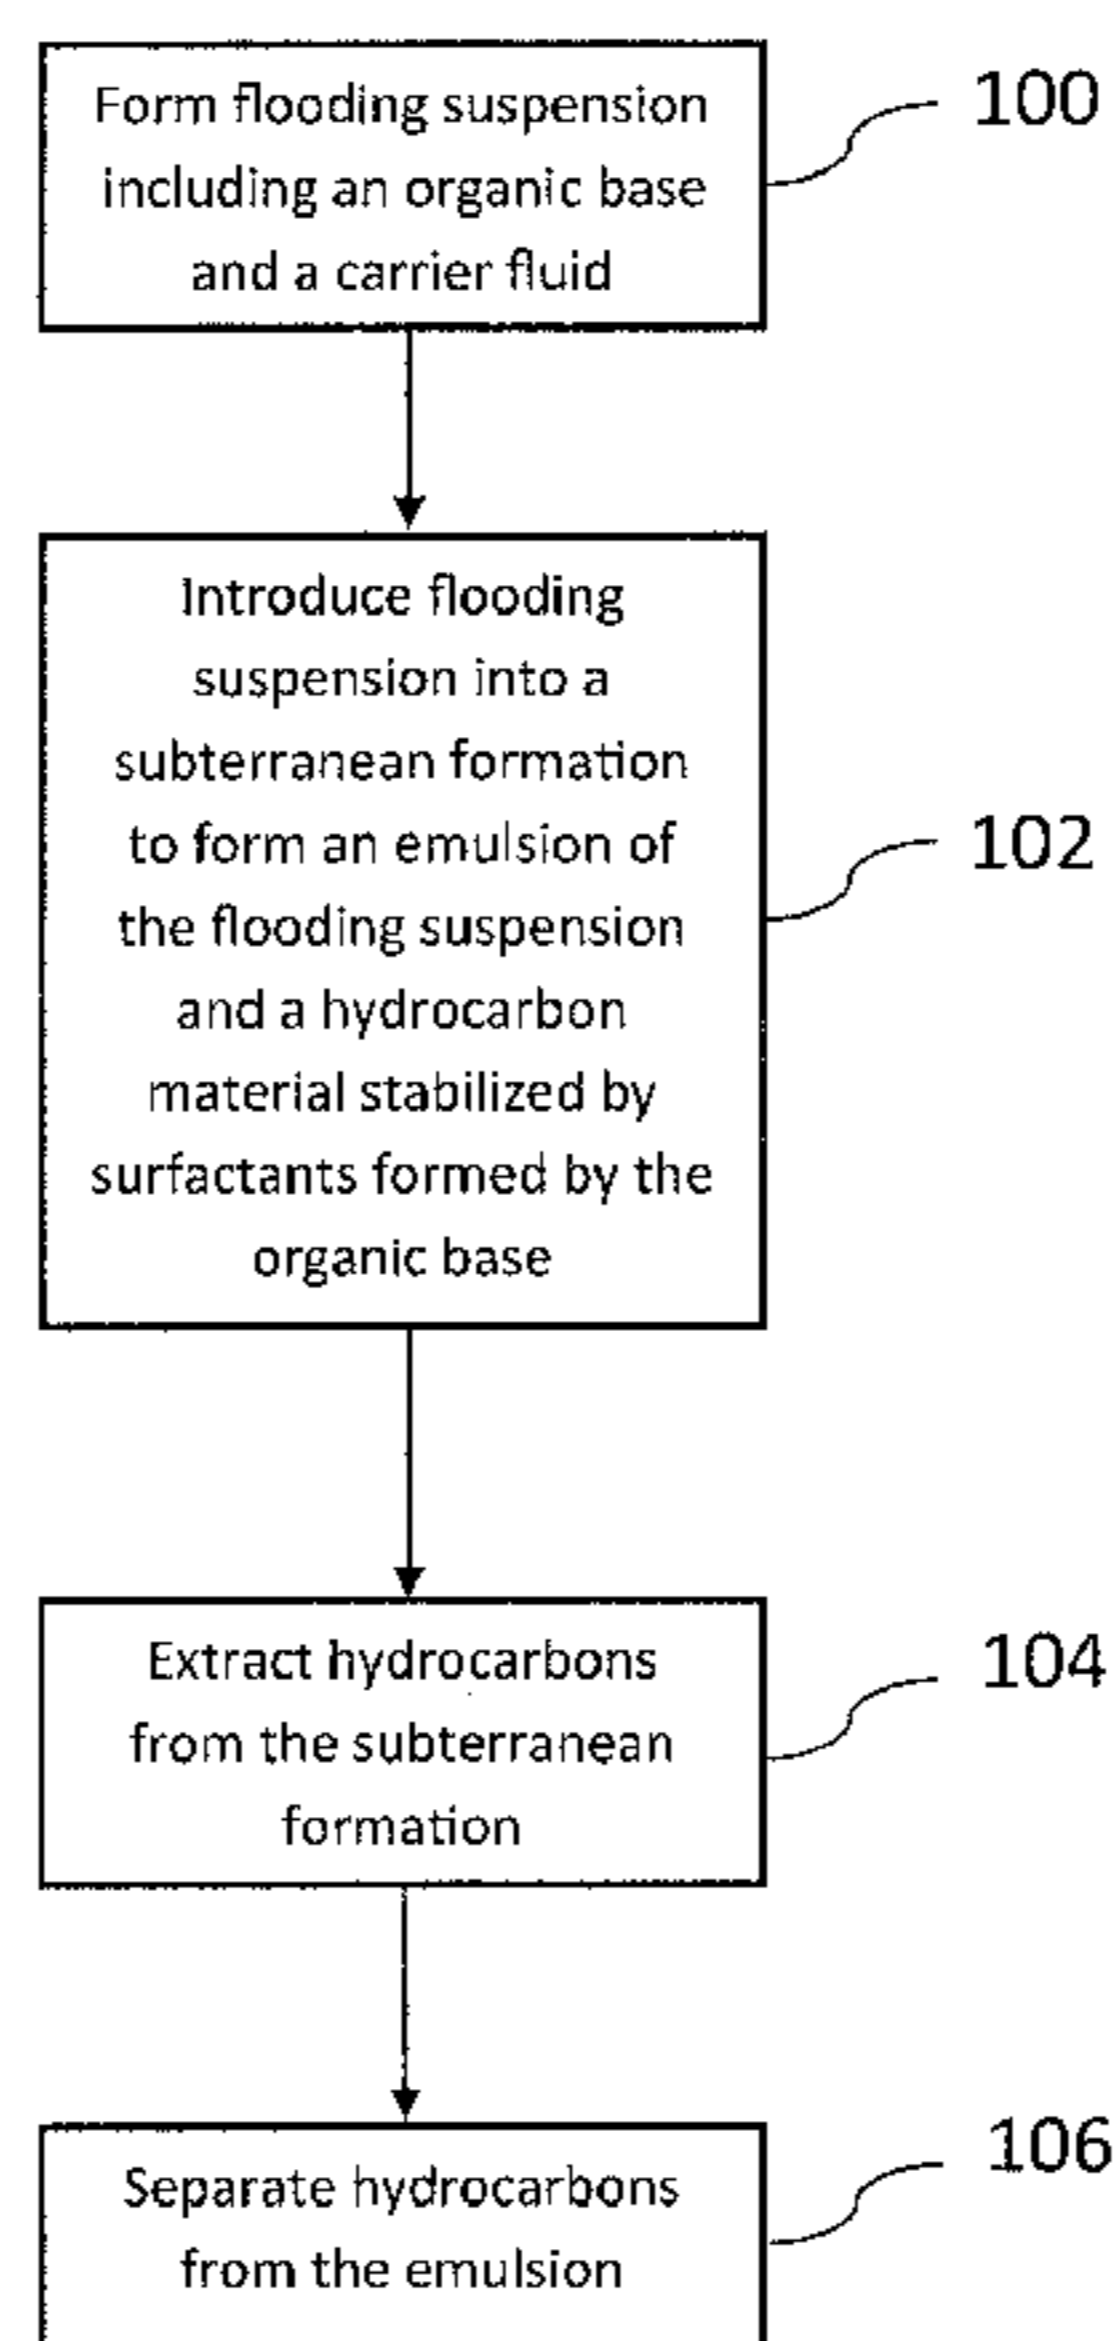 Form flooding suspension
including an organic base
and a carrier fluid
100
Introduce flooding
suspension into a
subterranean formation
to form an emulsion of
the flooding suspension
and a hydrocarbon
material stabilized by
surfactants formed by the
organic base
102
Extract hydrocarbons
from the subterranean
formation
104
Separate hydrocarbons
from the emulsion
106